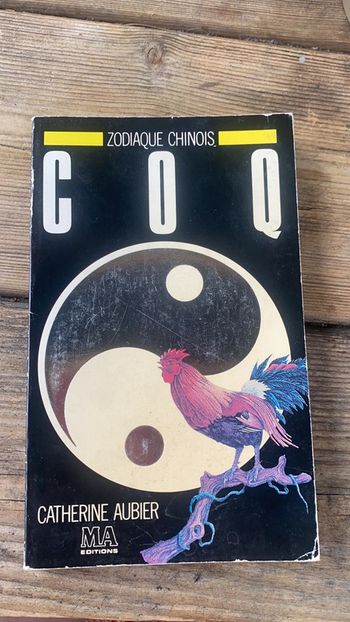 ZODIAQUE CHINOIS
COQ
CATHERINE AUBIER
MA
EDITIONS